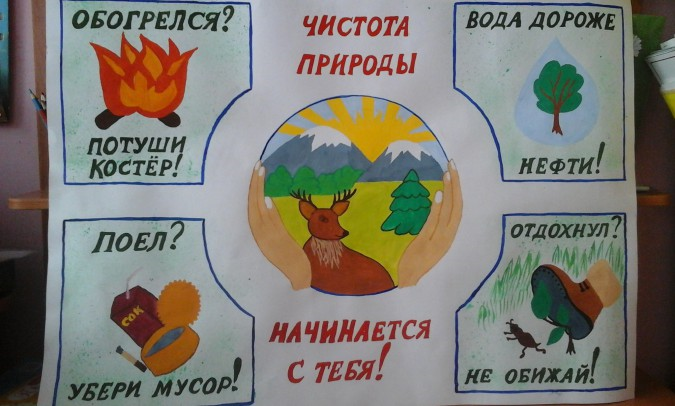 ОБОГРЕЛСЯ?
ПОТУШИ
КОСТЁР!
ЧИСТОТА
ПРИРОДЫ
ВОДА ДОРОЖЕ
НЕФТИ!
ПОЕЛ?
СОК
УБЕРИ МУСОР!
НАЧИНАЕТСЯ
С ТЕБЯ!
ОТДОХНУЛ?
НЕ ОБИЖАЙ!